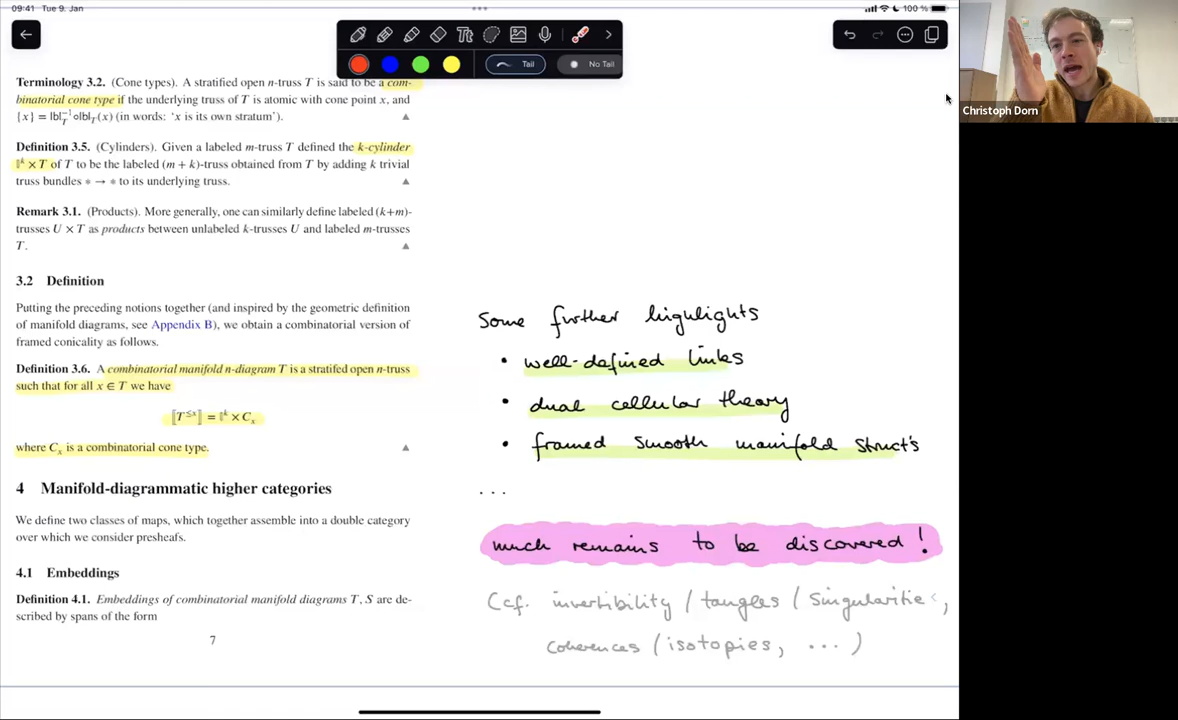 09:41 Tue 9. Jan
100 %
Tail
No Tail
Christoph Dorn
Terminology 3.2. (Cone types). A stratified open n-truss T is said to be a com-
binatorial cone type if the underlying truss of T is atomic with cone point x, and
(in words: ‘x is its own stratum’). ▲
Definition 3.5. (Cylinders). Given a labeled m-truss T defined the k-cylinder
𝕀ᵏ × T of T to be the labeled (m + k)-truss obtained from T by adding k trivial
truss bundles ∗ → ∗ to its underlying truss. ▲
Remark 3.1. (Products). More generally, one can similarly define labeled (k+m)-
trusses U × T as products between unlabeled k-trusses U and labeled m-trusses
T. ▲
3.2 Definition
Putting the preceding notions together (and inspired by the geometric definition
of manifold diagrams, see Appendix B), we obtain a combinatorial version of
framed conicality as follows.
Definition 3.6. A combinatorial manifold n-diagram T is a stratifed open n-truss
such that for all x ∈ T we have
⟦T^{≤x}⟧ = 𝕀ᵏ × Cₓ
where Cₓ is a combinatorial cone type. ▲
4 Manifold-diagrammatic higher categories
We define two classes of maps, which together assemble into a double category
over which we consider presheafs.
4.1 Embeddings
Definition 4.1. Embeddings of combinatorial manifold diagrams T, S are de-
scribed by spans of the form
7
Some further highlights
• well-defined links
• dual cellular theory
• framed smooth manifold struct's
...
much remains to be discovered!
(cf. invertibility / tangles / singularities,
coherences (isotopies, ...)